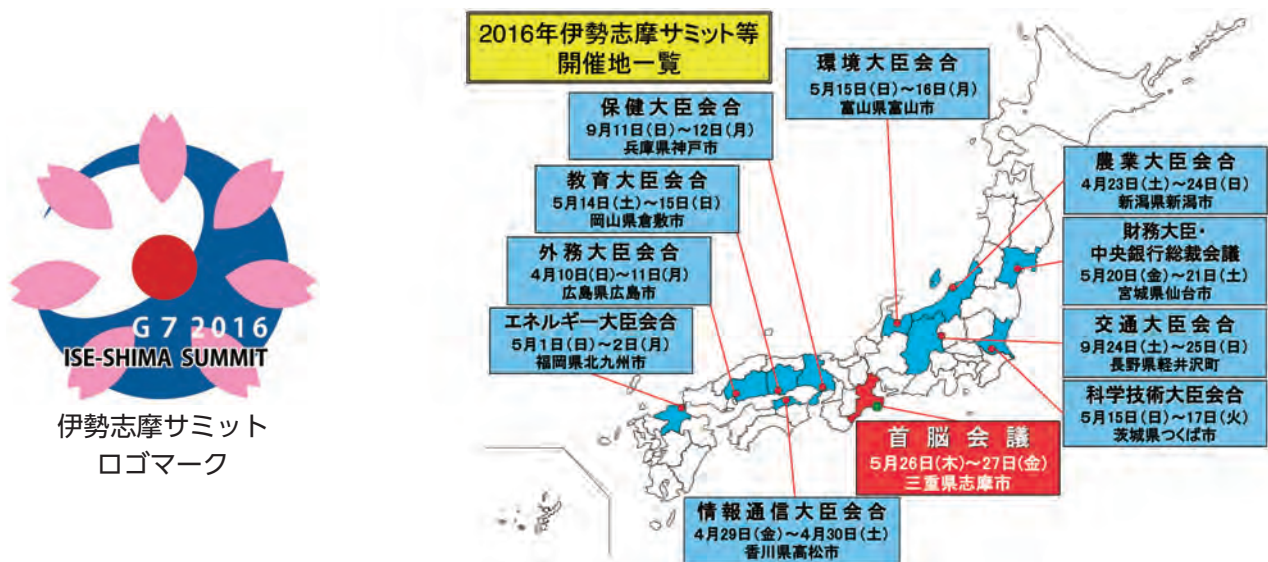 G 7 2016
ISE-SHIMA SUMMIT
伊勢志摩サミット
ロゴマーク
2016年伊勢志摩サミット等
開催地一覧
環境大臣会合
5月15日(日)～16日(月)
富山県富山市
保健大臣会合
9月11日(日)～12日(月)
兵庫県神戸市
教育大臣会合
5月14日(土)～15日(日)
岡山県倉敷市
外務大臣会合
4月10日(日)～11日(月)
広島県広島市
エネルギー大臣会合
5月1日(日)～2日(月)
福岡県北九州市
農業大臣会合
4月23日(土)～24日(日)
新潟県新潟市
財務大臣・
中央銀行総裁会議
5月20日(金)～21日(土)
宮城県仙台市
交通大臣会合
9月24日(土)～25日(日)
長野県軽井沢町
科学技術大臣会合
5月15日(日)～17日(火)
茨城県つくば市
首脳会議
5月26日(木)～27日(金)
三重県志摩市
情報通信大臣会合
4月29日(金)～4月30日(土)
香川県高松市